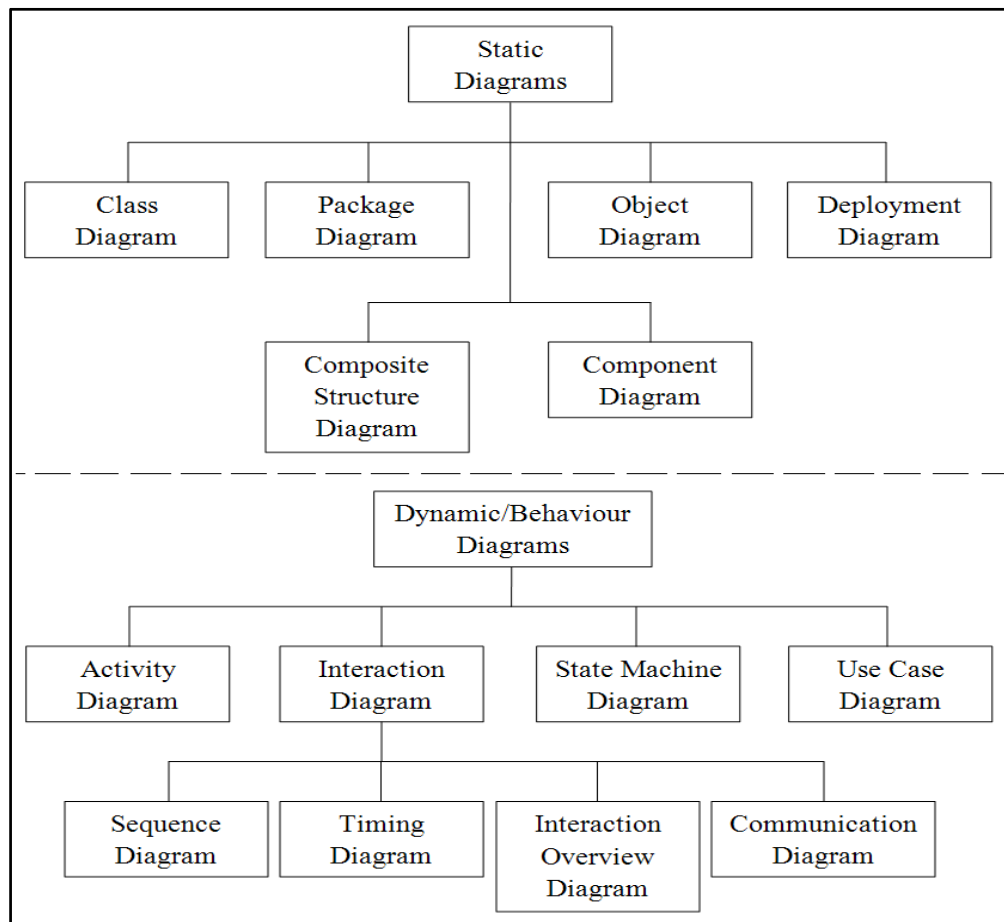 Static
Diagrams
Class
Diagram
Package
Diagram
Object
Diagram
Deployment
Diagram
Composite
Structure
Diagram
Component
Diagram
Dynamic/Behaviour
Diagrams
Activity
Diagram
Interaction
Diagram
State Machine
Diagram
Use Case
Diagram
Sequence
Diagram
Timing
Diagram
Interaction
Overview
Diagram
Communication
Diagram